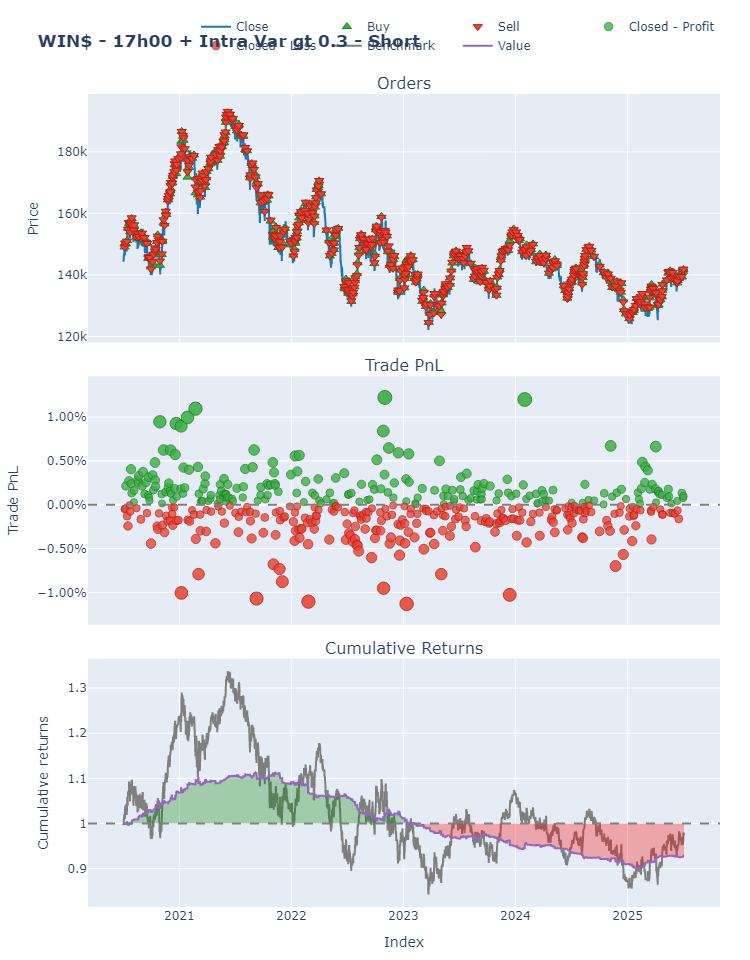 Close Buy Sell Closed - Profit
WIN$ - 17h00 + Intra Var gt 0.3 - Short
Closed - Loss Benchmark Value
Orders
180k
160k
140k
120k
Price
Trade PnL
1.00%
0.50%
0.00%
−0.50%
−1.00%
Trade PnL
Cumulative Returns
1.3
1.2
1.1
1
0.9
Cumulative returns
2021 2022 2023 2024 2025
Index